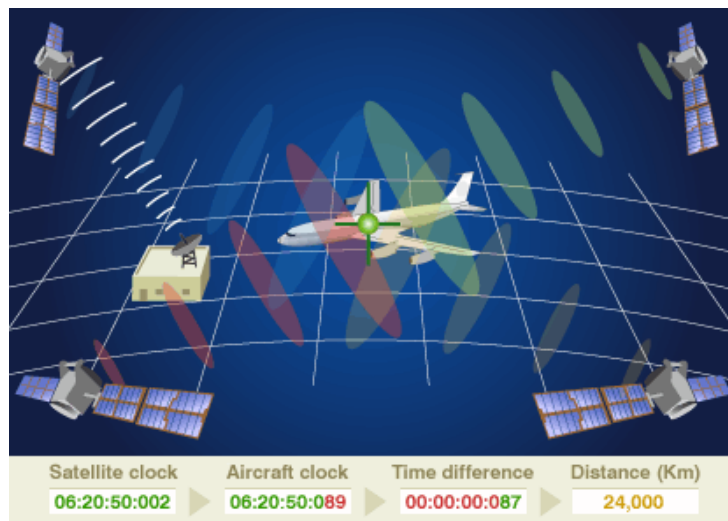 Satellite clock Aircraft clock Time difference Distance (Km)
06:20:50:002 06:20:50:089 00:00:00:087 24,000